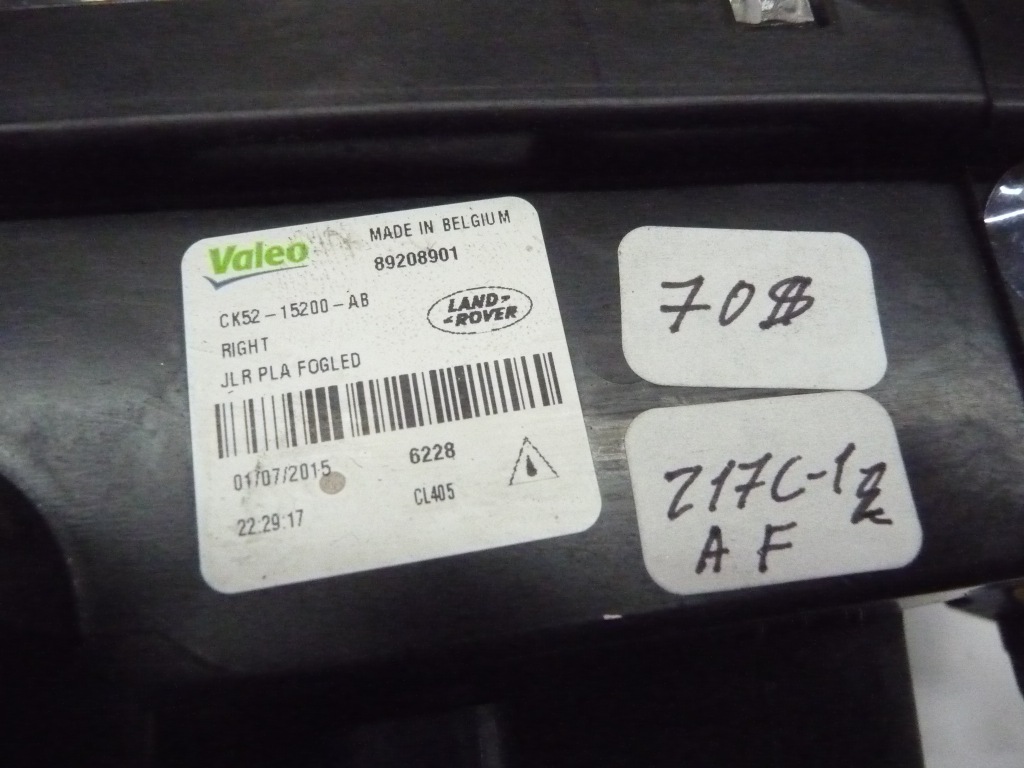 Valeo
MADE IN BELGIUM
89208901
CK52-15200-AB
LAND-
-ROVER
RIGHT
JLR PLA FOGLED
01/07/2015
6228
22:29:17
CL405
70$
217C-1
A F